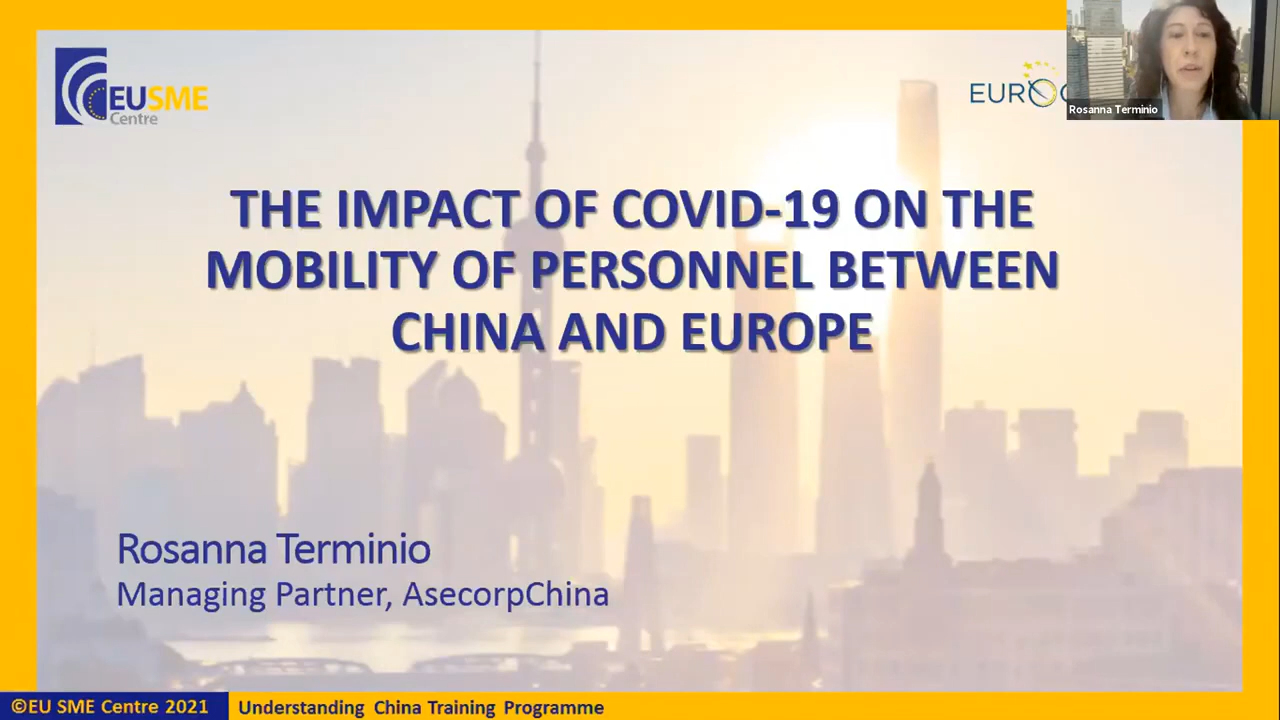 EUSME
Centre
EURO
Rosanna Terminio
THE IMPACT OF COVID-19 ON THE
MOBILITY OF PERSONNEL BETWEEN
CHINA AND EUROPE
Rosanna Terminio
Managing Partner, AsecorpChina
©EU SME Centre 2021
Understanding China Training Programme